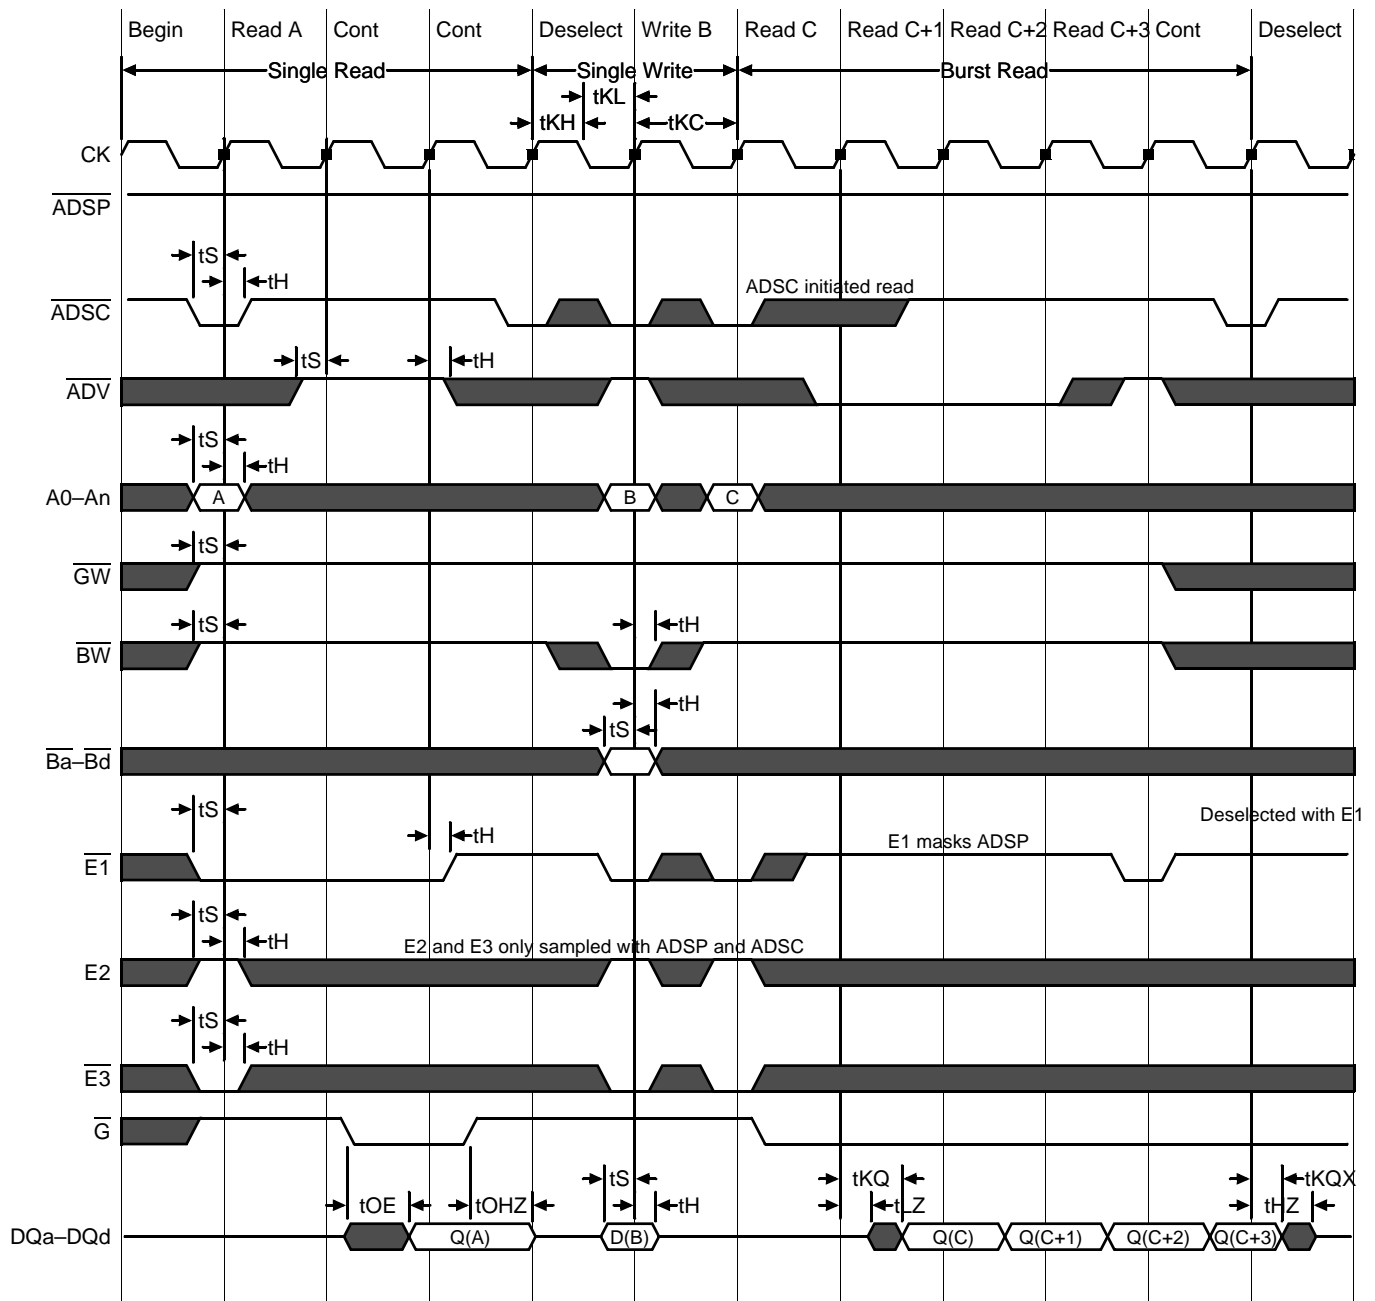 Begin Read A Cont Cont Deselect Write B Read C Read C+1 Read C+2 Read C+3 Cont Deselect
Single Read Single Write Burst Read
tKL
tKH tKC
CK
ADSP
tS
tH
ADSC initiated read
ADSC
tS tH
ADV
tS
tH
A0–An A B C
tS
GW
tS tH
BW
tH
tS
Ba–Bd
tS
Deselected with E1
tH
E1 masks ADSP
E1
tS
tH
E2 and E3 only sampled with ADSP and ADSC
E2
tS
tH
E3
G
tS tKQ tKQX
tOE tOHZ tH tLZ tHZ
DQa–DQd Q(A) D(B) Q(C) Q(C+1) Q(C+2) Q(C+3)